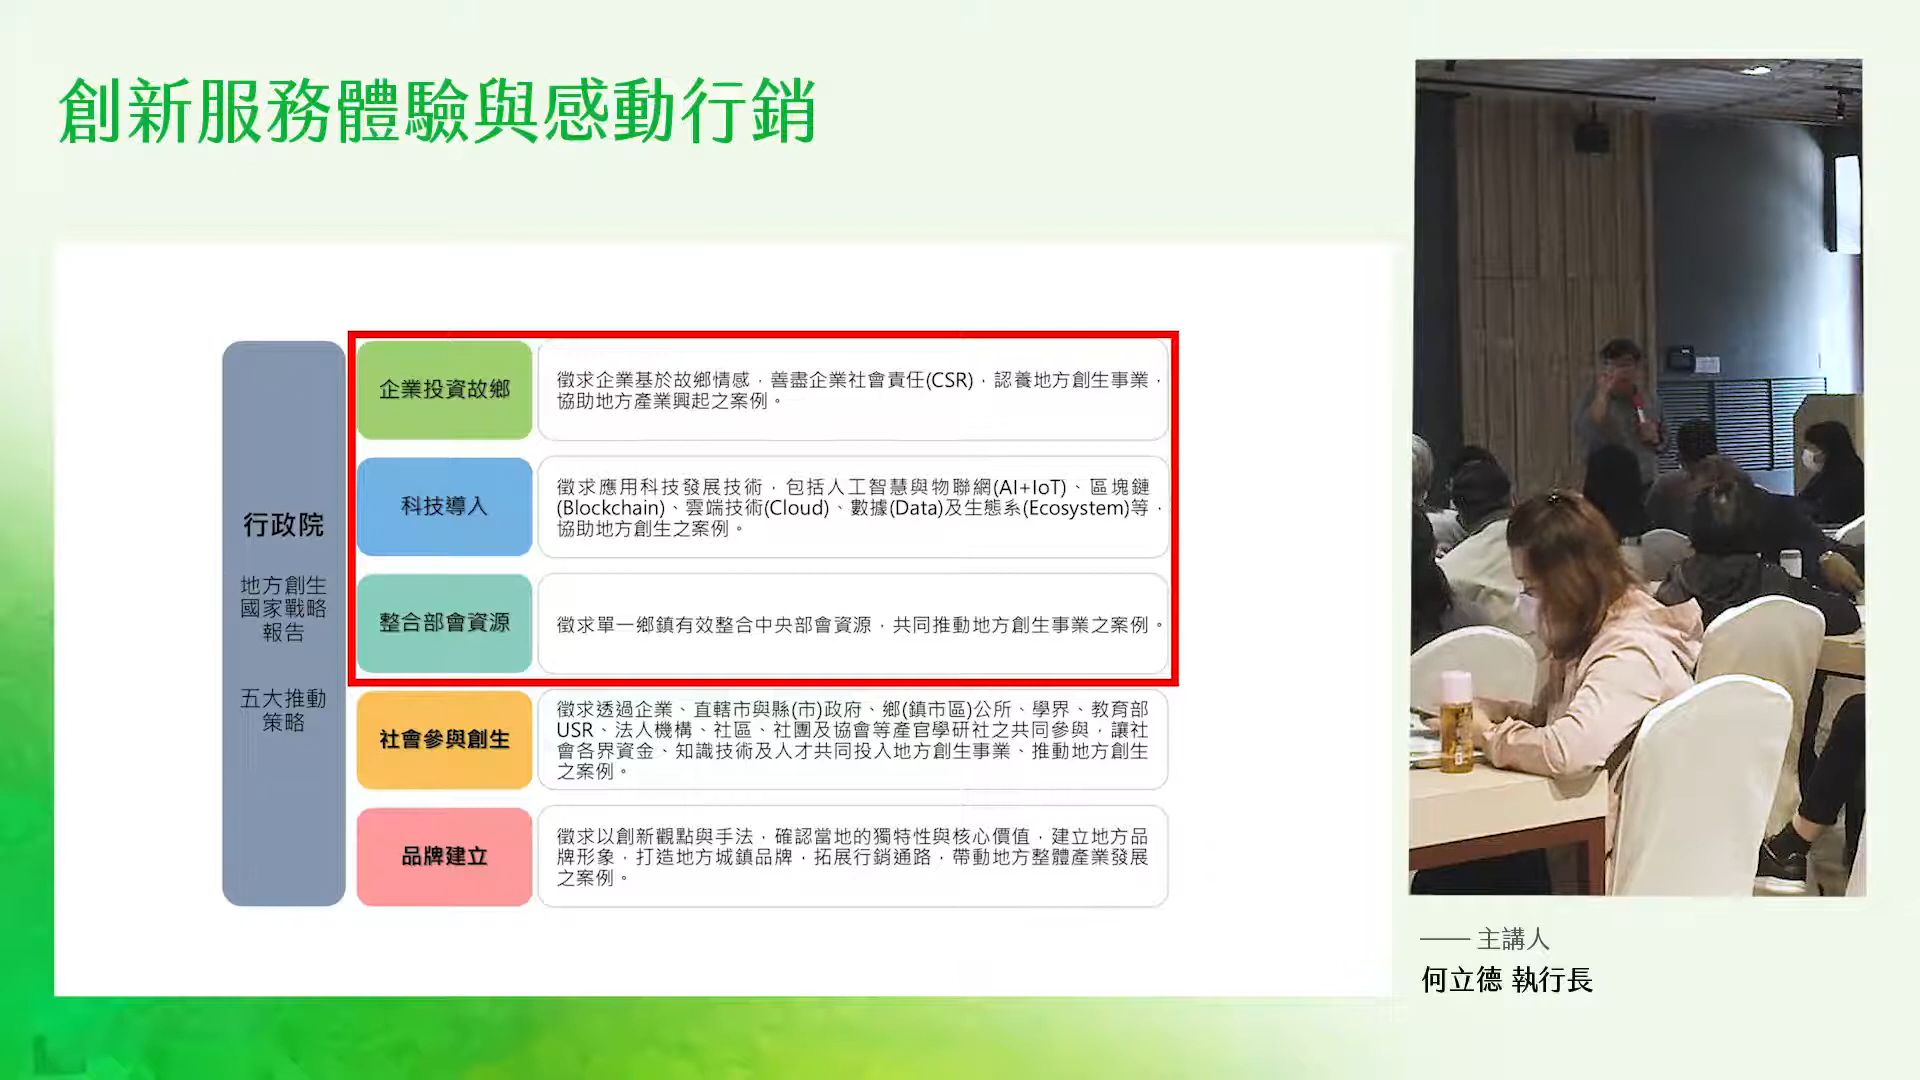 創新服務體驗與感動行銷
行政院
地方創生
國家戰略
報告
五大推動
策略
企業投資故鄉
徵求企業基於故鄉情感，善盡企業社會責任(CSR)，認養地方創生事業，
協助地方產業興起之案例。
科技導入
徵求應用科技發展技術，包括人工智慧與物聯網(AI+IoT)、區塊鏈
(Blockchain)、雲端技術(Cloud)、數據(Data)及生態系(Ecosystem)等，
協助地方創生之案例。
整合部會資源
徵求單一鄉鎮有效整合中央部會資源，共同推動地方創生事業之案例。
社會參與創生
徵求透過企業、直轄市與縣(市)政府、鄉(鎮市區)公所、學界、教育部
USR、法人機構、社區、社團及協會等產官學研社之共同參與，讓社
會各界資金、知識技術及人才共同投入地方創生事業、推動地方創生
之案例。
品牌建立
徵求以創新觀點與手法，確認當地的獨特性與核心價值，建立地方品
牌形象，打造地方城鎮品牌，拓展行銷通路，帶動地方整體產業發展
之案例。
—— 主講人
何立德 執行長